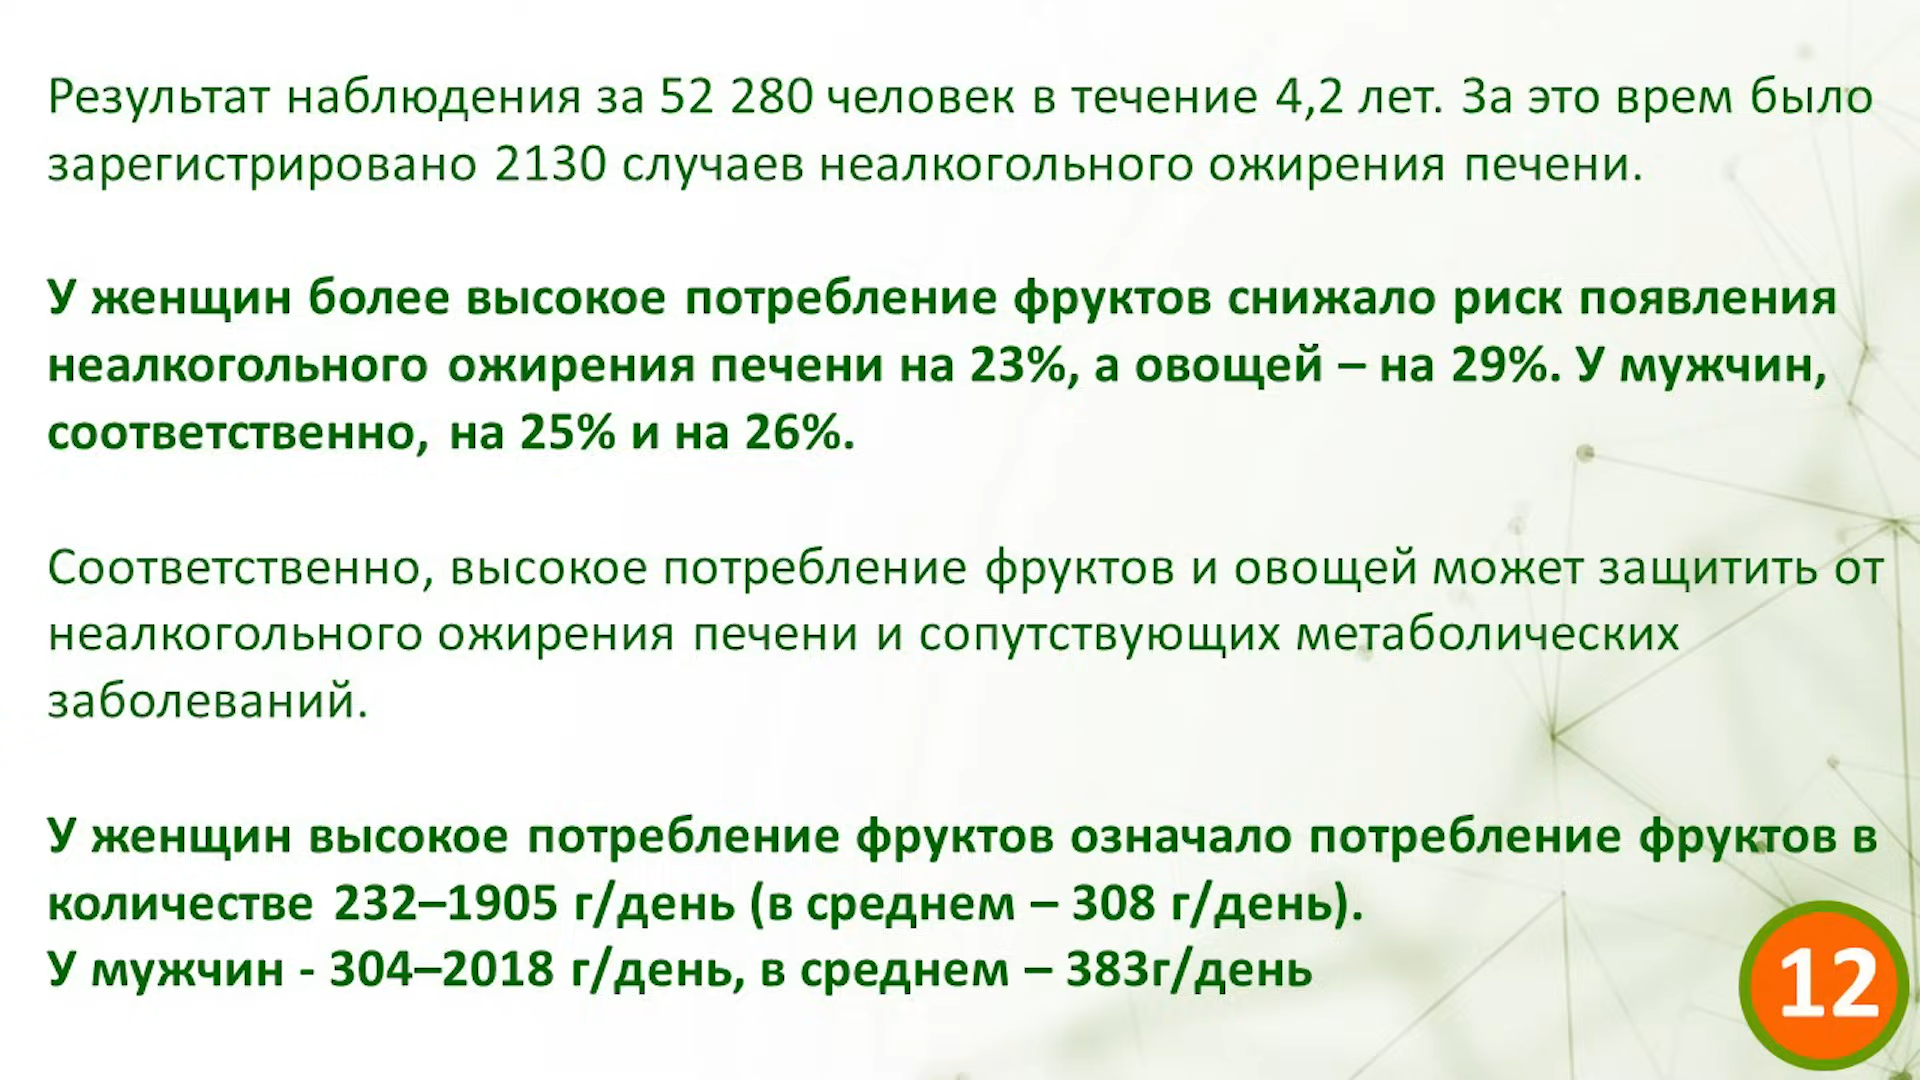 Результат наблюдения за 52 280 человек в течение 4,2 лет. За это врем было
зарегистрировано 2130 случаев неалкогольного ожирения печени.
У женщин более высокое потребление фруктов снижало риск появления
неалкогольного ожирения печени на 23%, а овощей – на 29%. У мужчин,
соответственно, на 25% и на 26%.
Соответственно, высокое потребление фруктов и овощей может защитить от
неалкогольного ожирения печени и сопутствующих метаболических
заболеваний.
У женщин высокое потребление фруктов означало потребление фруктов в
количестве 232–1905 г/день (в среднем – 308 г/день).
У мужчин - 304–2018 г/день, в среднем – 383г/день
12